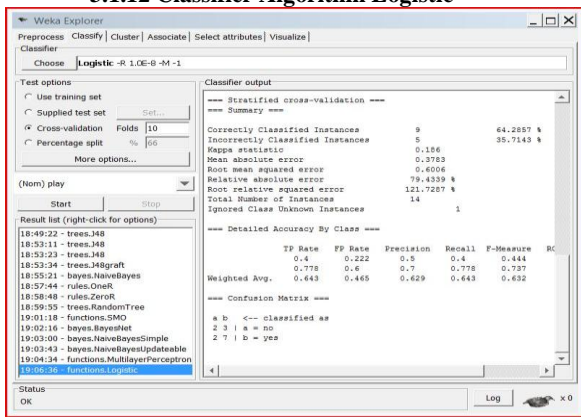 5.1.12 Classifier Algorithm Logistic
Weka Explorer
Preprocess Classify Cluster Associate Select attributes Visualize
Classifier
Choose Logistic -R 1.0E-8 -M -1
Test options
Use training set
Supplied test set Set...
Cross-validation Folds 10
Percentage split % 66
More options...
(Nom) play
Start Stop
Result list (right-click for options)
18:49:22 - trees.J48
18:53:11 - trees.J48
18:53:23 - trees.J48
18:53:34 - trees.J48graft
18:55:21 - bayes.NaiveBayes
18:57:44 - rules.OneR
18:58:48 - rules.ZeroR
18:59:55 - trees.RandomTree
19:01:18 - functions.SMO
19:02:16 - bayes.BayesNet
19:03:00 - bayes.NaiveBayesSimple
19:03:43 - bayes.NaiveBayesUpdateable
19:04:34 - functions.MultilayerPerceptron
19:06:36 - functions.Logistic
Classifier output
=== Stratified cross-validation ===
=== Summary ===
Correctly Classified Instances 9 64.2857 %
Incorrectly Classified Instances 5 35.7143 %
Kappa statistic 0.186
Mean absolute error 0.3783
Root mean squared error 0.6006
Relative absolute error 79.4339 %
Root relative squared error 121.7287 %
Total Number of Instances 14
Ignored Class Unknown Instances 1
=== Detailed Accuracy By Class ===
TP Rate FP Rate Precision Recall F-Measure RO
0.4 0.222 0.5 0.4 0.444
0.778 0.6 0.7 0.778 0.737
Weighted Avg. 0.643 0.465 0.629 0.643 0.632
=== Confusion Matrix ===
a b <-- classified as
2 3 | a = no
2 7 | b = yes
Status
OK
Log x 0